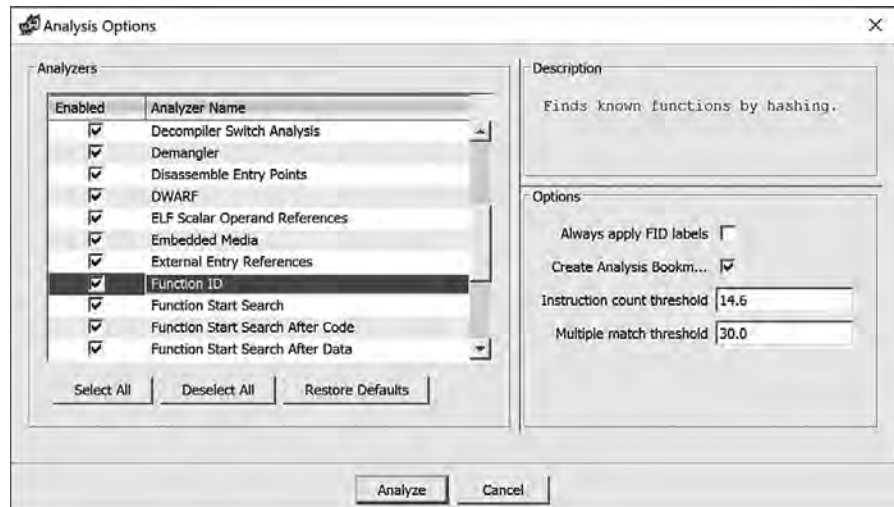 Analysis Options
Analyzers
Enabled Analyzer Name
Decompiler Switch Analysis
Demangler
Disassemble Entry Points
DWARF
ELF Scalar Operand References
Embedded Media
External Entry References
Function ID
Function Start Search
Function Start Search After Code
Function Start Search After Data
Select All Deselect All Restore Defaults
Description
Finds known functions by hashing.
Options
Always apply FID labels
Create Analysis Bookm...
Instruction count threshold 14.6
Multiple match threshold 30.0
Analyze Cancel